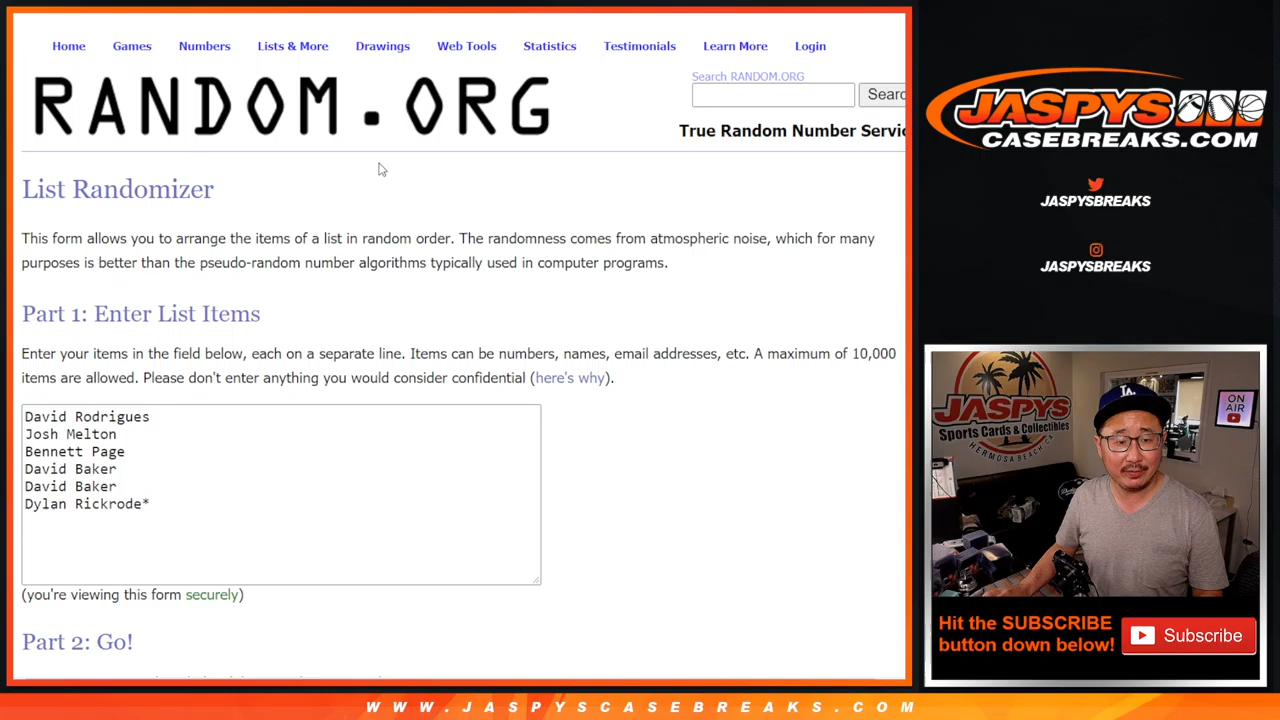 Home Games Numbers Lists & More Drawings Web Tools Statistics Testimonials Learn More Login
Search RANDOM.ORG
RANDOM.ORG
True Random Number Servic
List Randomizer
This form allows you to arrange the items of a list in random order. The randomness comes from atmospheric noise, which for many
purposes is better than the pseudo-random number algorithms typically used in computer programs.
Part 1: Enter List Items
Enter your items in the field below, each on a separate line. Items can be numbers, names, email addresses, etc. A maximum of 10,000
items are allowed. Please don't enter anything you would consider confidential (here's why).
David Rodrigues
Josh Melton
Bennett Page
David Baker
David Baker
Dylan Rickrode*
(you're viewing this form securely)
Part 2: Go!
JASPYS
CASEBREAKS.COM
JASPYSBREAKS
JASPYSBREAKS
JASPYS
Sports Cards & Collectibles
HERMOSA BEACH, CA
ON
AIR
LA
Hit the SUBSCRIBE
button down below!
Subscribe
WWW.JASPYSCASEBREAKS.COM